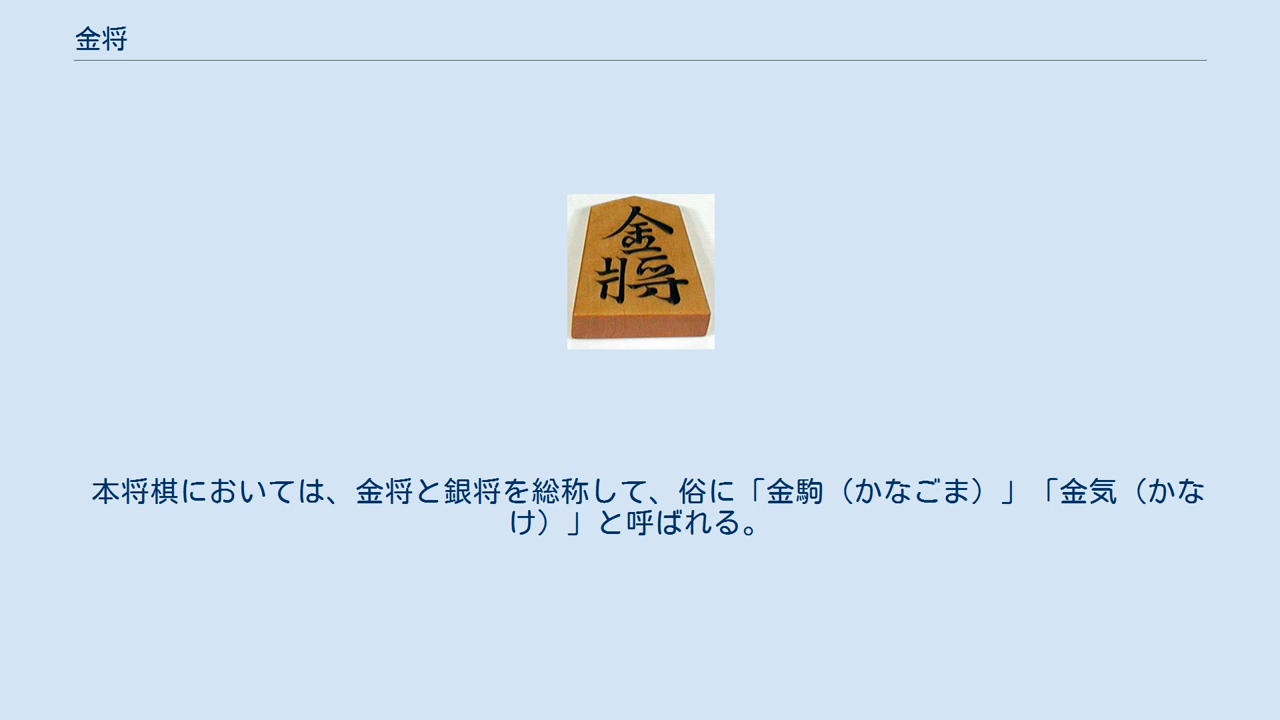 金将
金
將
本将棋においては、金将と銀将を総称して、俗に「金駒（かなごま）」「金気（かな
け）」と呼ばれる。